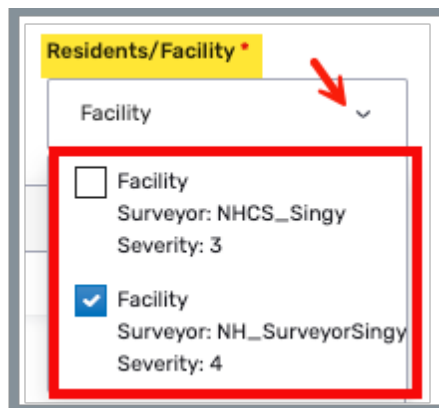 Residents/Facility *
Facility
Facility
Surveyor: NHCS_Singy
Severity: 3
Facility
Surveyor: NH_SurveyorSingy
Severity: 4